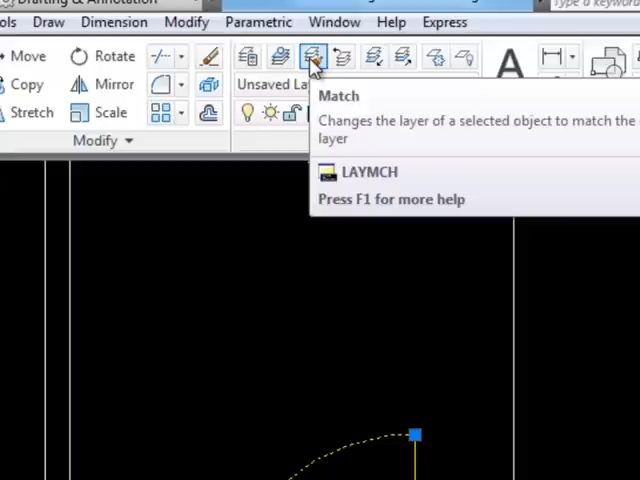 Drafting & Annotation
Type a keyword
ols Draw Dimension Modify Parametric Window Help Express
Move Rotate
Copy Mirror Unsaved La
Stretch Scale
Modify
A
Match
Changes the layer of a selected object to match the
layer
LAYMCH
Press F1 for more help